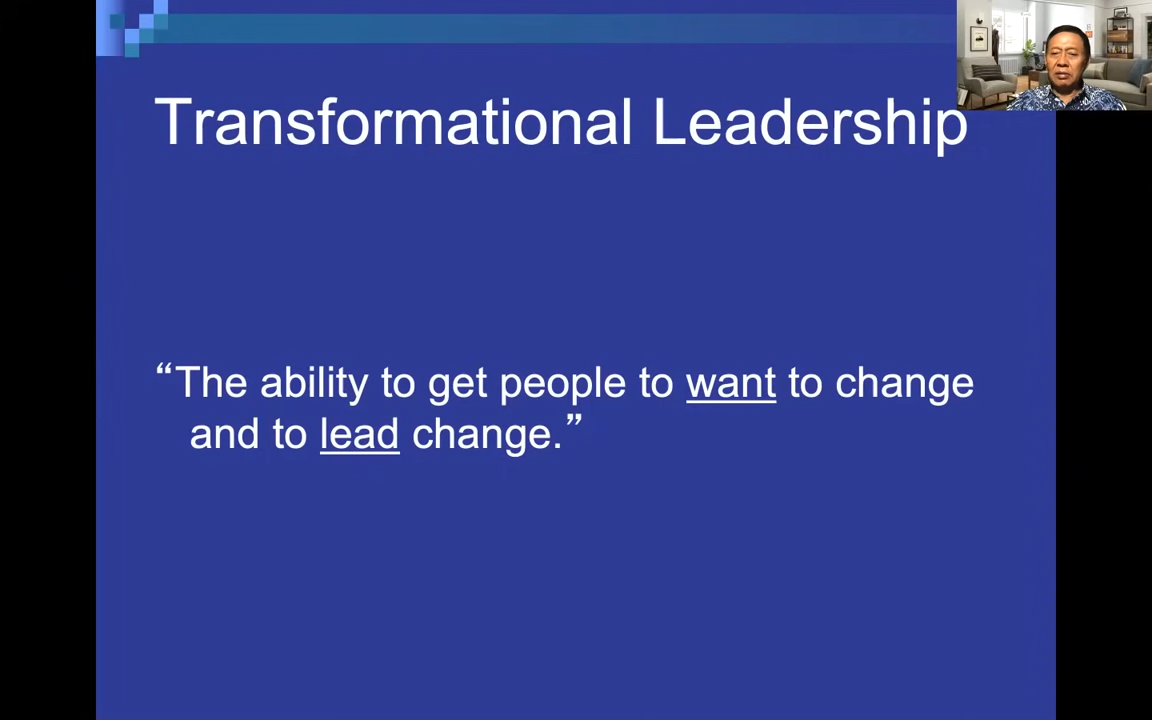 Transformational Leadership
“The ability to get people to want to change
and to lead change.”